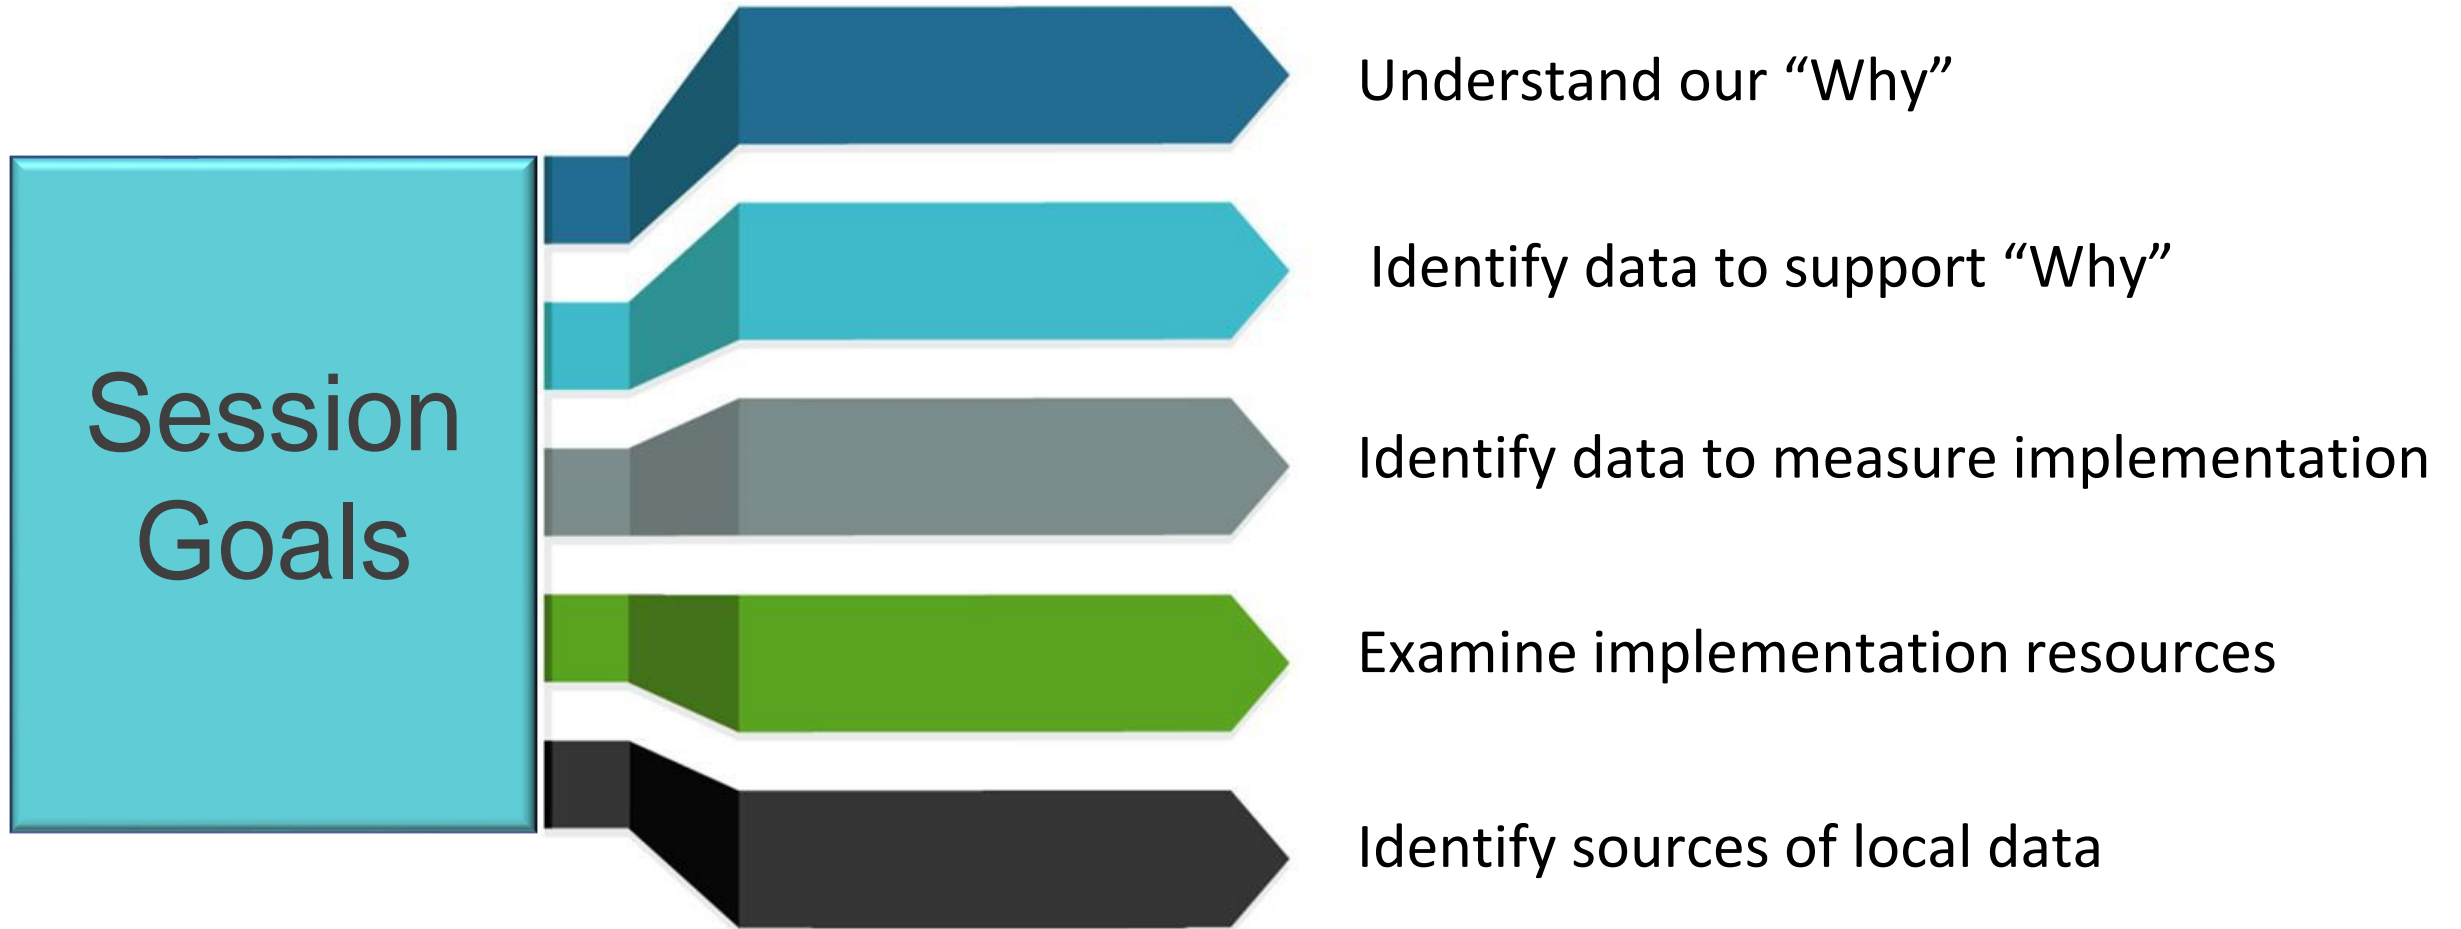 Session
Goals
Understand our “Why”
Identify data to support “Why”
Identify data to measure implementation
Examine implementation resources
Identify sources of local data